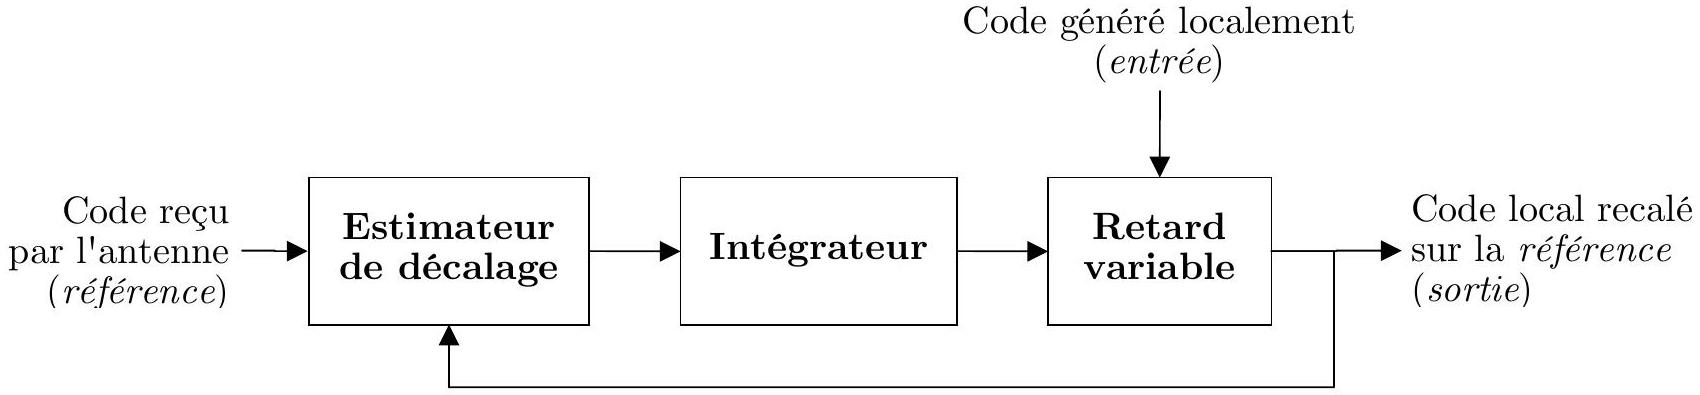 Code généré localement
(entrée)
Code reçu
par l'antenne
(référence)
Estimateur
de décalage
Intégrateur
Retard
variable
Code local recalé
sur la référence
(sortie)